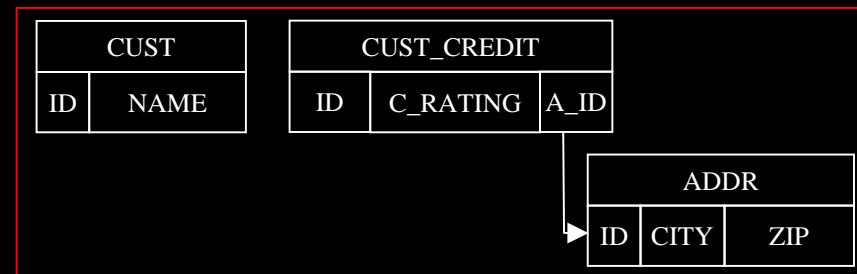 CUST CUST_CREDIT
ID NAME ID C_RATING A_ID
ADDR
ID CITY ZIP